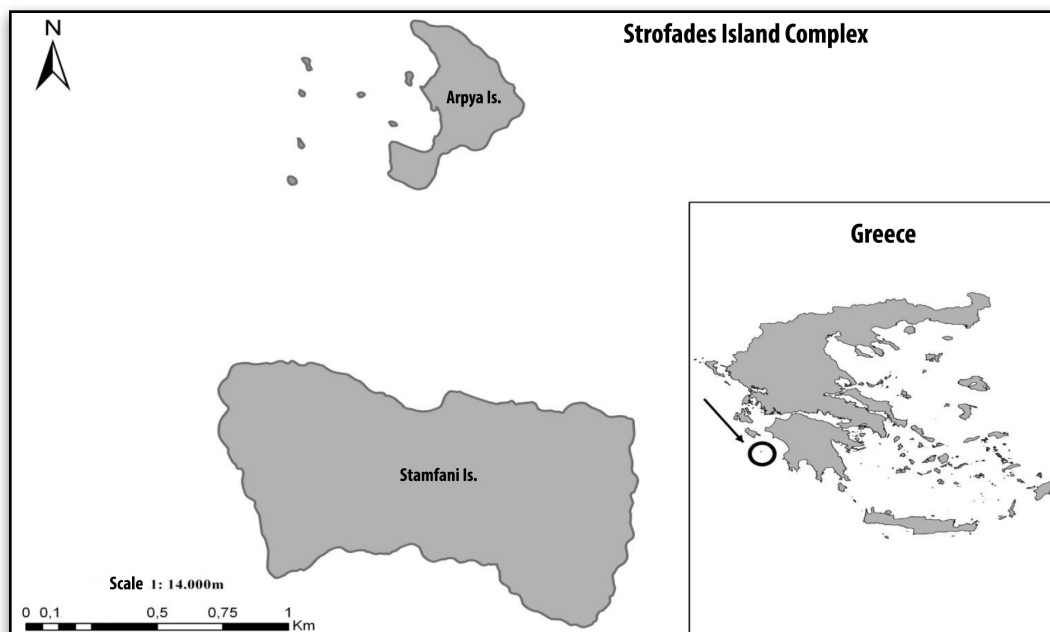 N
Strofades Island Complex
Arpya Is.
Greece
Stamfani Is.
Scale 1: 14.000m
0 0,1 0,5 0,75 1
Km